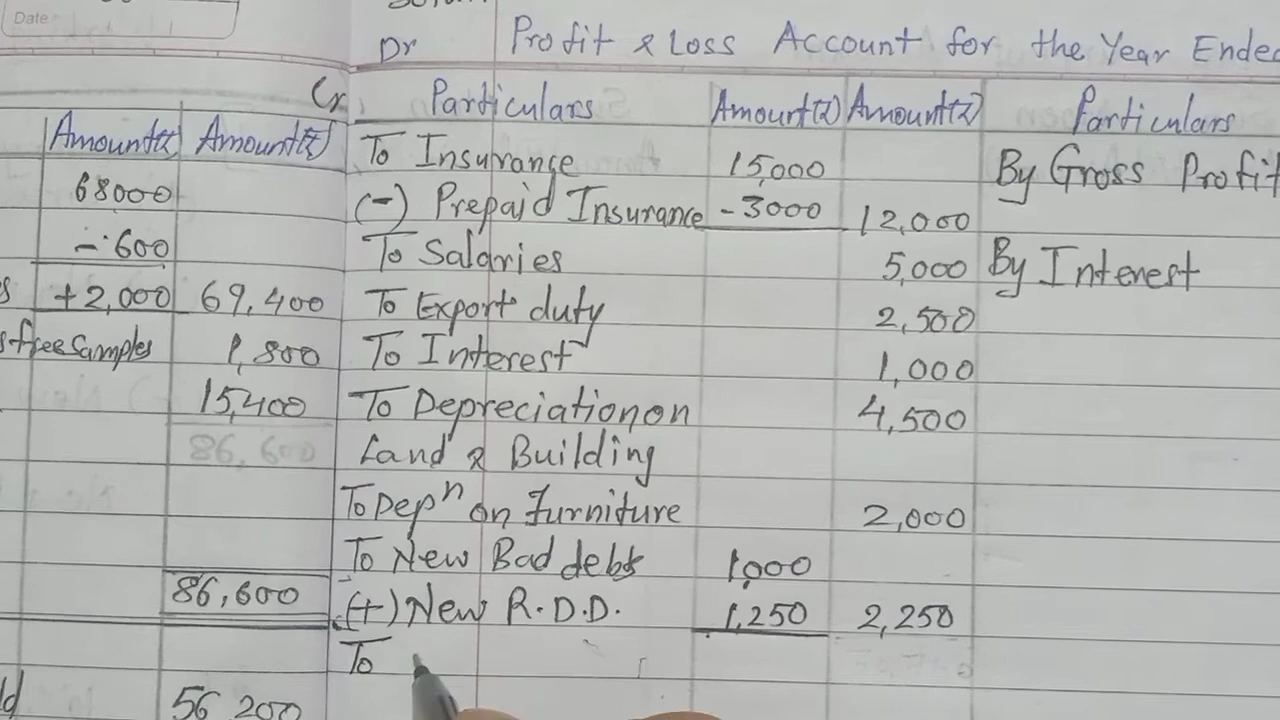 Date
Cr
Amount(₹) Amount(₹)
68000
- 600
+2,000 69,400
free samples 1,800
15,400
86,600
86,600
56,200
Dr Profit & Loss Account for the Year Ended
Particulars Amount(₹) Amount(₹) Particulars
To Insurance 15,000 By Gross Profit
(-) Prepaid Insurance - 3000 12,000
To Salaries 5,000 By Interest
To Export duty 2,500
To Interest 1,000
To Depreciation on 4,500
Land & Building
To Depn on Furniture 2,000
To New Bad debts 1,000
(+) New R.D.D. 1,250 2,250
To